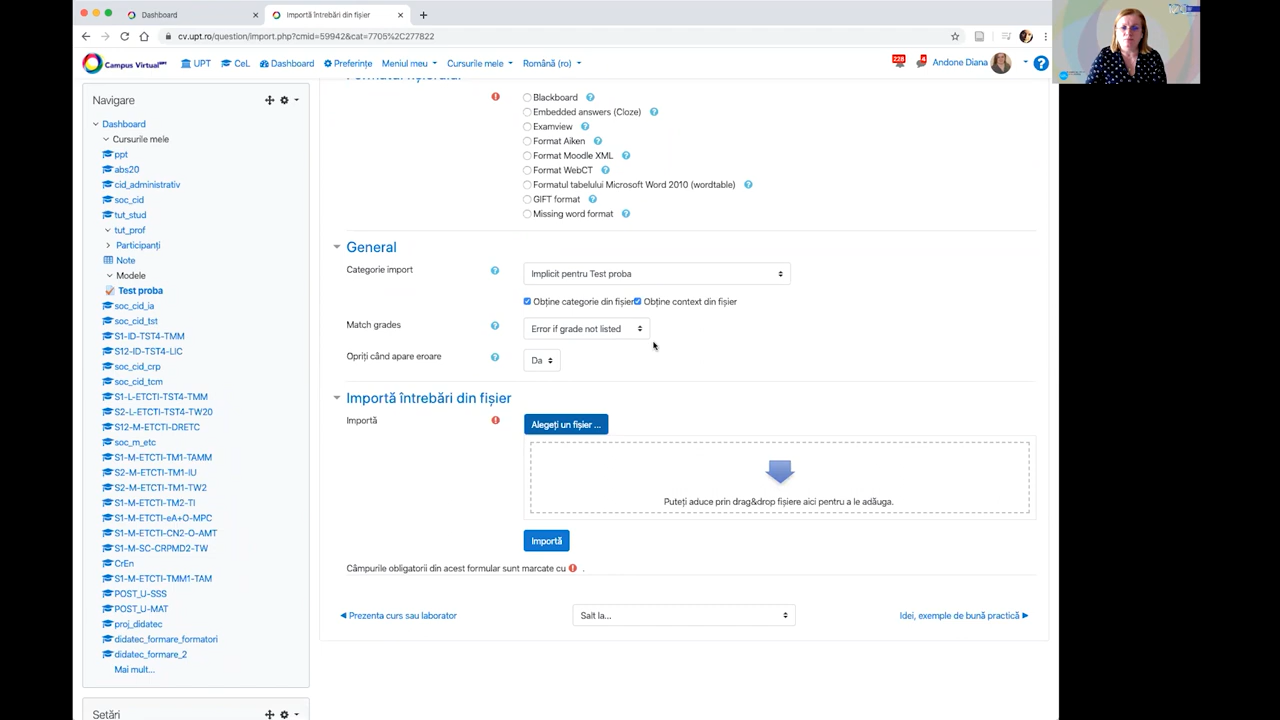 Dashboard
Importă întrebări din fișier
cv.upt.ro/question/import.php?cmid=59942&cat=7705%2C277822
Campus Virtual
UPT
CeL
Dashboard
Preferințe
Meniul meu
Cursurile mele
Română (ro)
228
Andone Diana
Navigare
Dashboard
Cursurile mele
ppt
abs20
cid_administrativ
soc_cid
tut_stud
tut_prof
Participanți
Note
Modele
Test proba
soc_cid_ia
soc_cid_tst
S1-ID-TST4-TMM
S12-ID-TST4-LIC
soc_cid_crp
soc_cid_tcm
S1-L-ETCTI-TST4-TMM
S2-L-ETCTI-TST4-TW20
S12-M-ETCTI-DRETC
soc_m_etc
S1-M-ETCTI-TM1-TAMM
S2-M-ETCTI-TM1-IU
S2-M-ETCTI-TM1-TW2
S1-M-ETCTI-TM2-TI
S1-M-ETCTI-eA+O-MPC
S1-M-ETCTI-CN2-O-AMT
S1-M-SC-CRPMD2-TW
CrEn
S1-M-ETCTI-TMM1-TAM
POST_U-SSS
POST_U-MAT
proj_didatec
didatec_formare_formatori
didatec_formare_2
Mai mult...
Setări
Formatul fișierului
Blackboard
Embedded answers (Cloze)
Examview
Format Aiken
Format Moodle XML
Format WebCT
Formatul tabelului Microsoft Word 2010 (wordtable)
GIFT format
Missing word format
General
Categorie import
Implicit pentru Test proba
Obține categorie din fișier
Obține context din fișier
Match grades
Error if grade not listed
Opriți când apare eroare
Da
Importă întrebări din fișier
Importă
Alegeți un fișier ...
Puteți aduce prin drag&drop fișiere aici pentru a le adăuga.
Importă
Câmpurile obligatorii din acest formular sunt marcate cu .
◀ Prezenta curs sau laborator
Salt la...
Idei, exemple de bună practică ▶